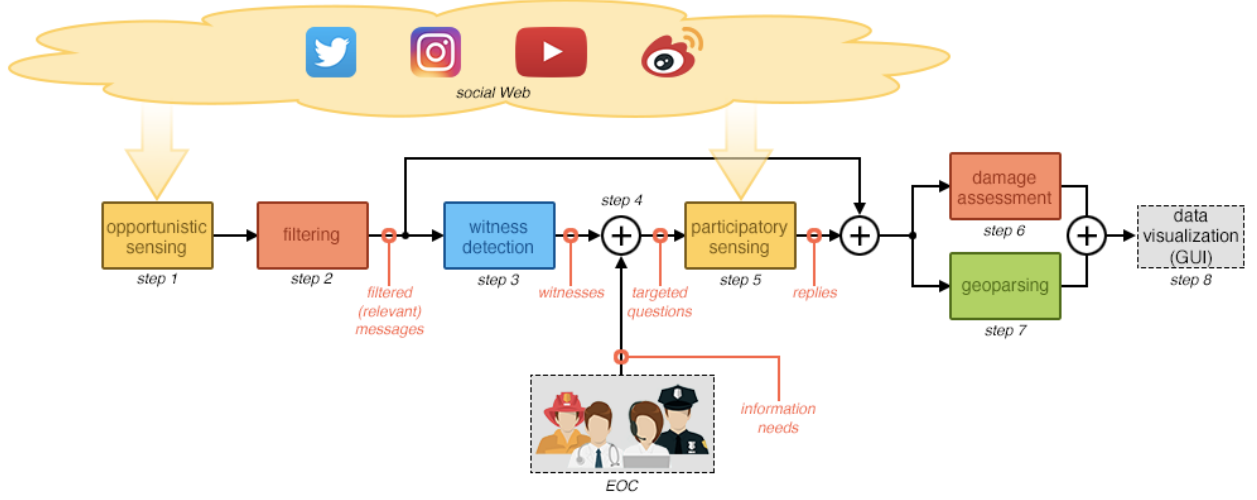 social Web
opportunistic
sensing
step 1
filtering
step 2
filtered
(relevant)
messages
witness
detection
step 3
witnesses
step 4
targeted
questions
participatory
sensing
step 5
replies
damage
assessment
step 6
geoparsing
step 7
data
visualization
(GUI)
step 8
information
needs
EOC